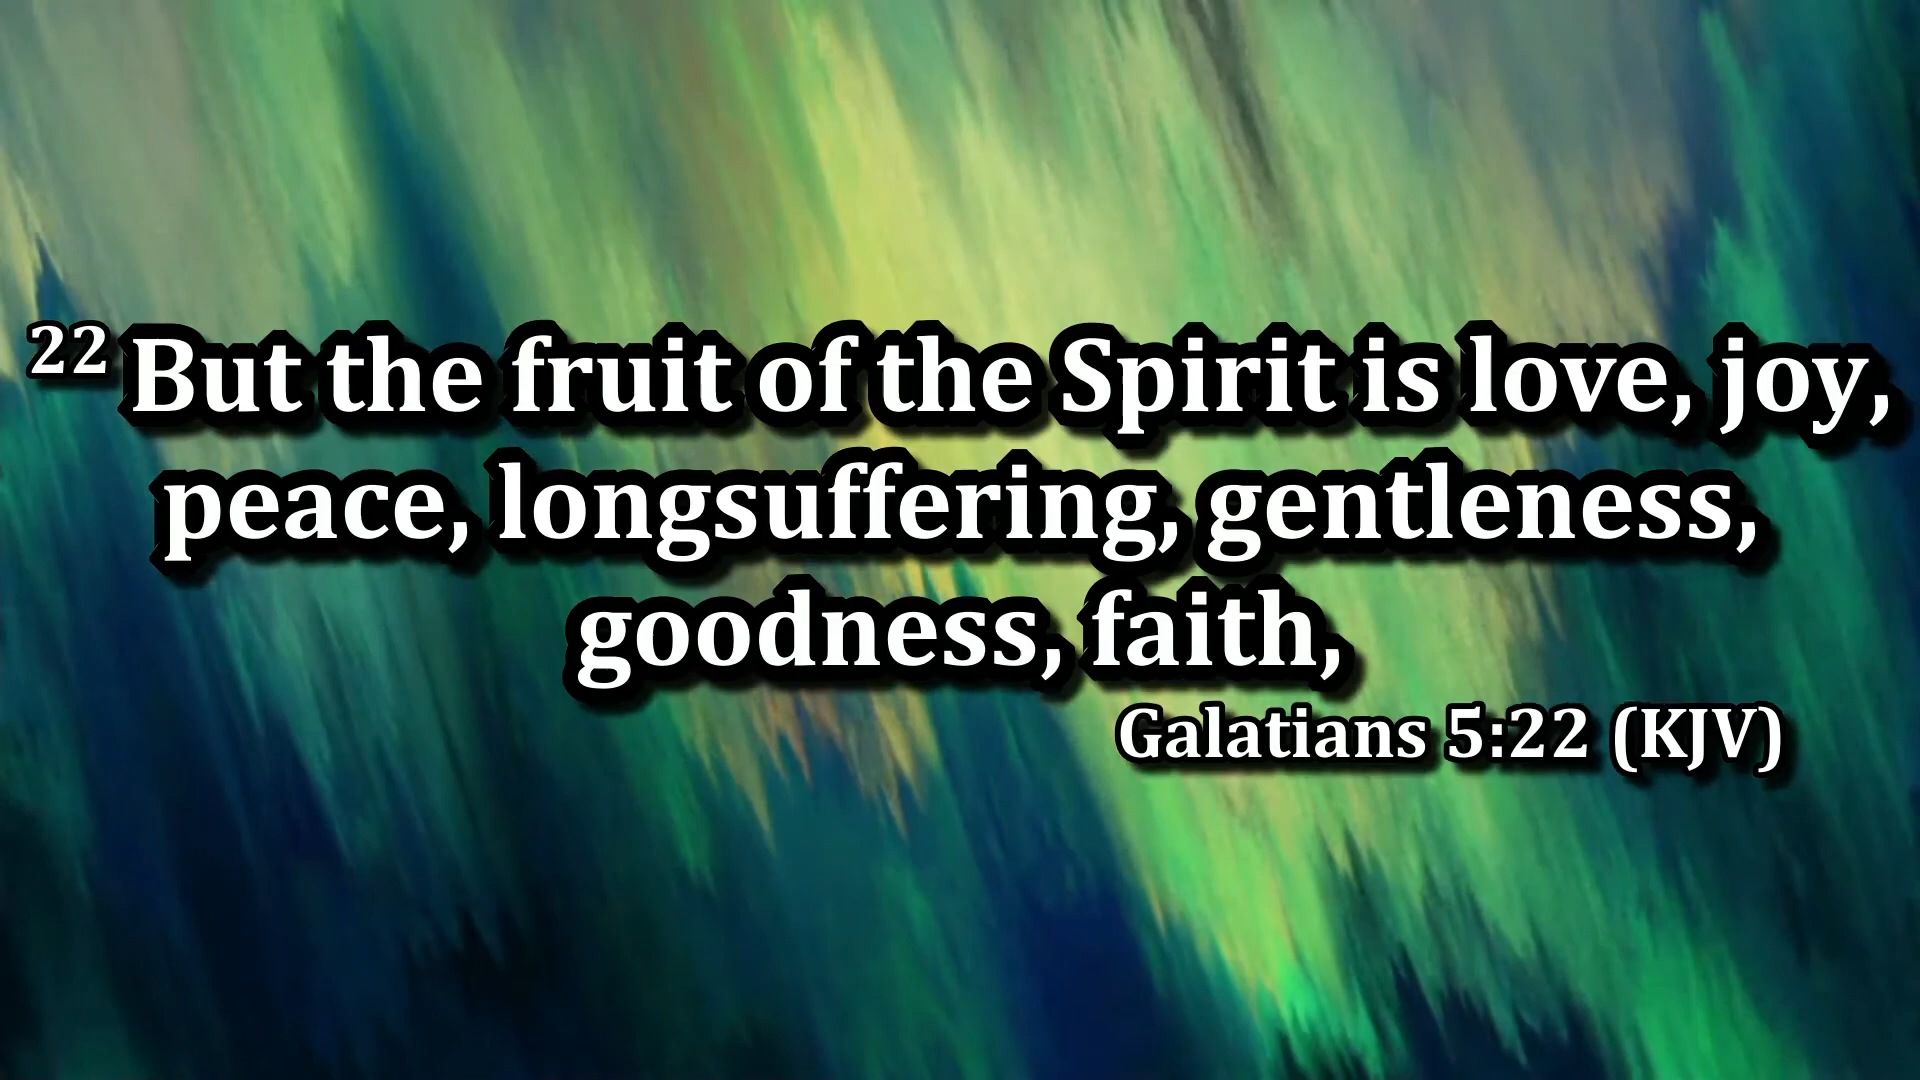 22 But the fruit of the Spirit is love, joy,
peace, longsuffering, gentleness,
goodness, faith,
Galatians 5:22 (KJV)